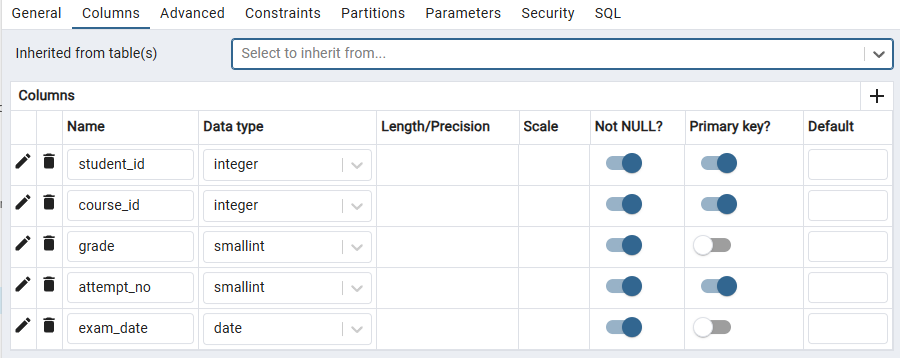 General Columns Advanced Constraints Partitions Parameters Security SQL
Inherited from table(s) Select to inherit from...
Columns
Name Data type Length/Precision Scale Not NULL? Primary key? Default
student_id integer
course_id integer
grade smallint
attempt_no smallint
exam_date date